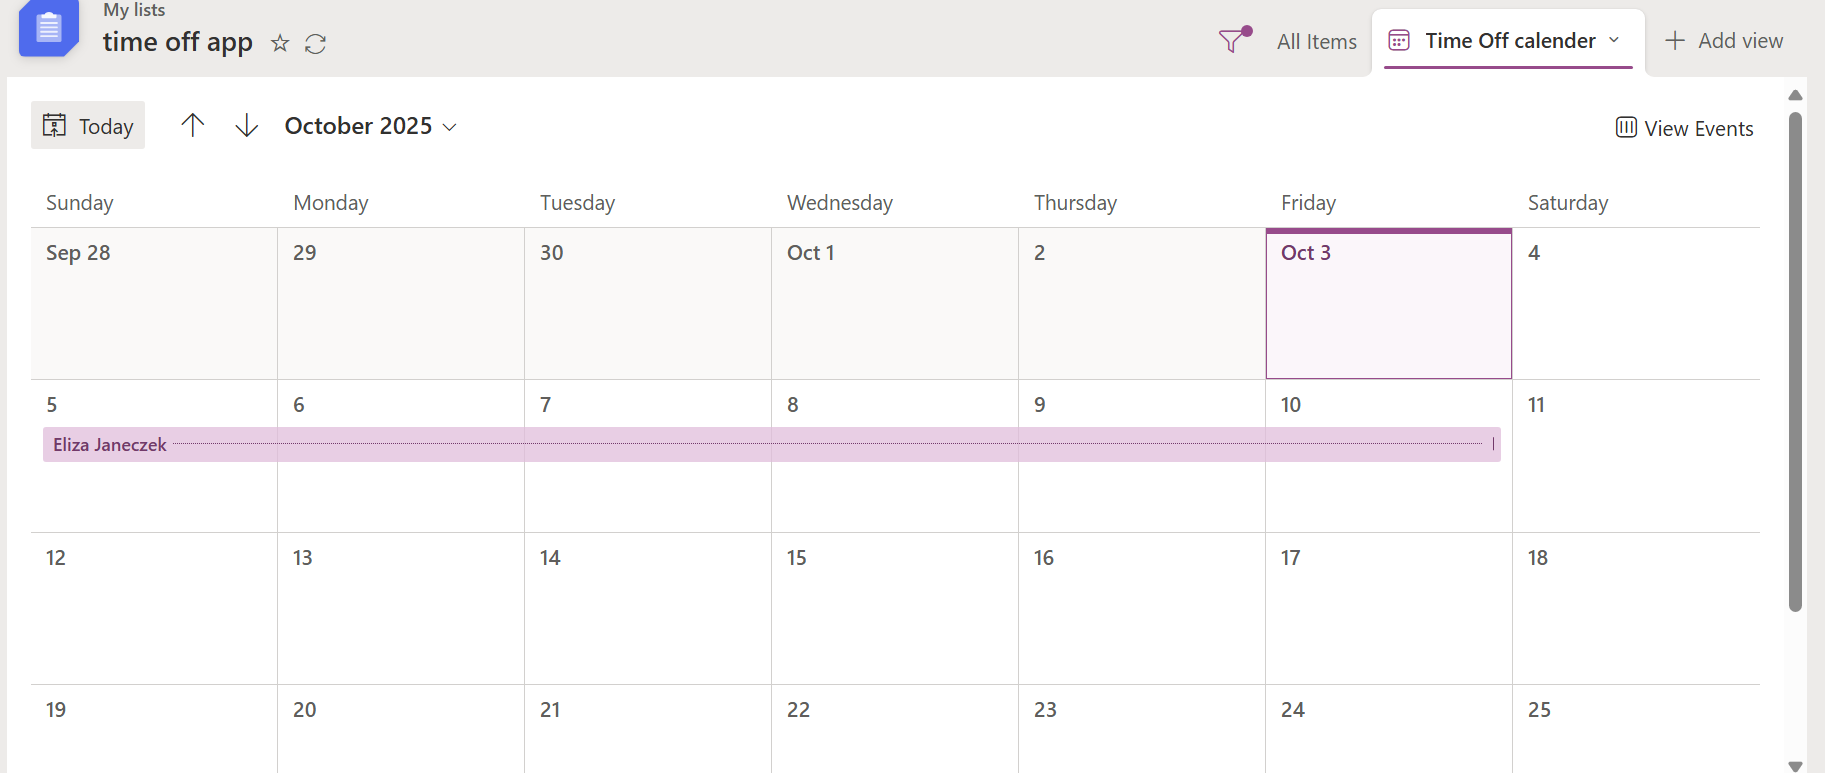 My lists
time off app
All Items
Time Off calender
Add view
Today
October 2025
View Events
Sunday Monday Tuesday Wednesday Thursday Friday Saturday
Sep 28 29 30 Oct 1 2 Oct 3 4
5 6 7 8 9 10 11
Eliza Janeczek
12 13 14 15 16 17 18
19 20 21 22 23 24 25